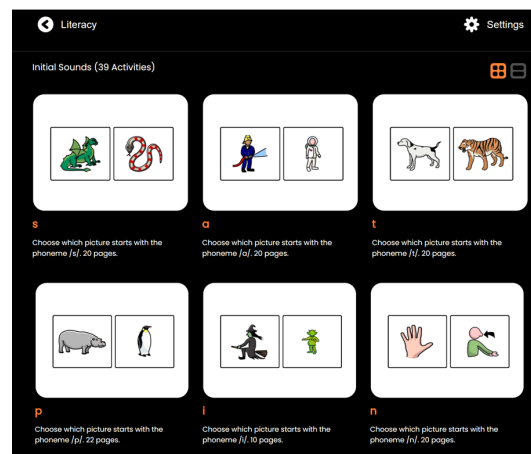 Literacy
Settings
Initial Sounds (39 Activities)
s
Choose which picture starts with the
phoneme /s/. 20 pages.
a
Choose which picture starts with the
phoneme /a/. 20 pages.
t
Choose which picture starts with the
phoneme /t/. 20 pages.
p
Choose which picture starts with the
phoneme /p/. 22 pages.
i
Choose which picture starts with the
phoneme /i/. 10 pages.
n
Choose which picture starts with the
phoneme /n/. 20 pages.